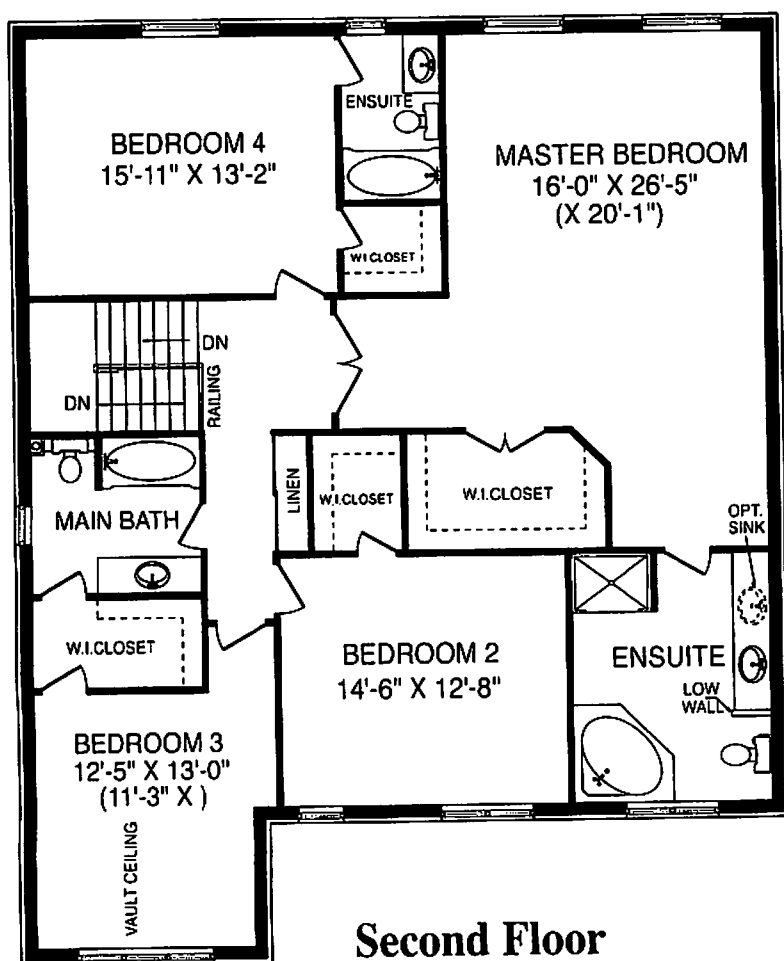 BEDROOM 4
15'-11" X 13'-2"
ENSUITE
MASTER BEDROOM
16'-0" X 26'-5"
(X 20'-1")
W.I CLOSET
DN
DN
RAILING
LINEN
W.I.CLOSET
W.I.CLOSET
MAIN BATH
OPT.
SINK
W.I.CLOSET
BEDROOM 2
14'-6" X 12'-8"
ENSUITE
LOW
WALL
BEDROOM 3
12'-5" X 13'-0"
(11'-3" X )
VAULT CEILING
Second Floor